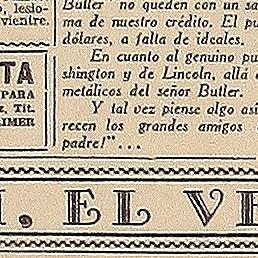 , lesio-
vientre.
TA
PARA
Tit.
IMER
Butler" no queden con un sa
ma de nuestro crédito. El pu
dólares, a falta de ideales.
En cuanto al genuino pu
shington y de Lincoln, allá
metálicos del señor Butler.
Y tal vez piense algo así
recen los grandes amigos
padre!"...
, EL VE